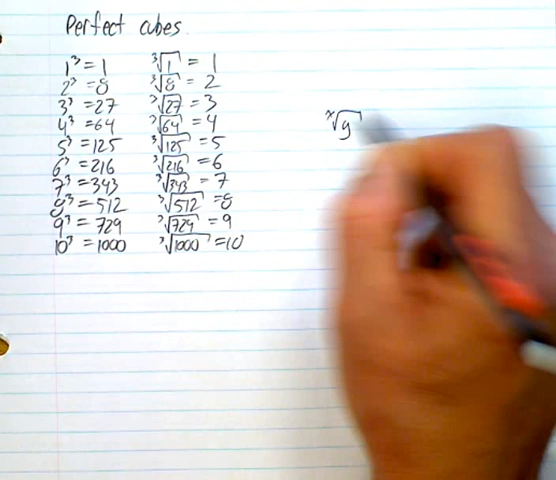 Perfect cubes
1³ = 1 ³√1 = 1
2³ = 8 ³√8 = 2
3³ = 27 ³√27 = 3
4³ = 64 ³√64 = 4
5³ = 125 ³√125 = 5
6³ = 216 ³√216 = 6
7³ = 343 ³√343 = 7
8³ = 512 ³√512 = 8
9³ = 729 ³√729 = 9
10³ = 1000 ³√1000 = 10
ˣ√y